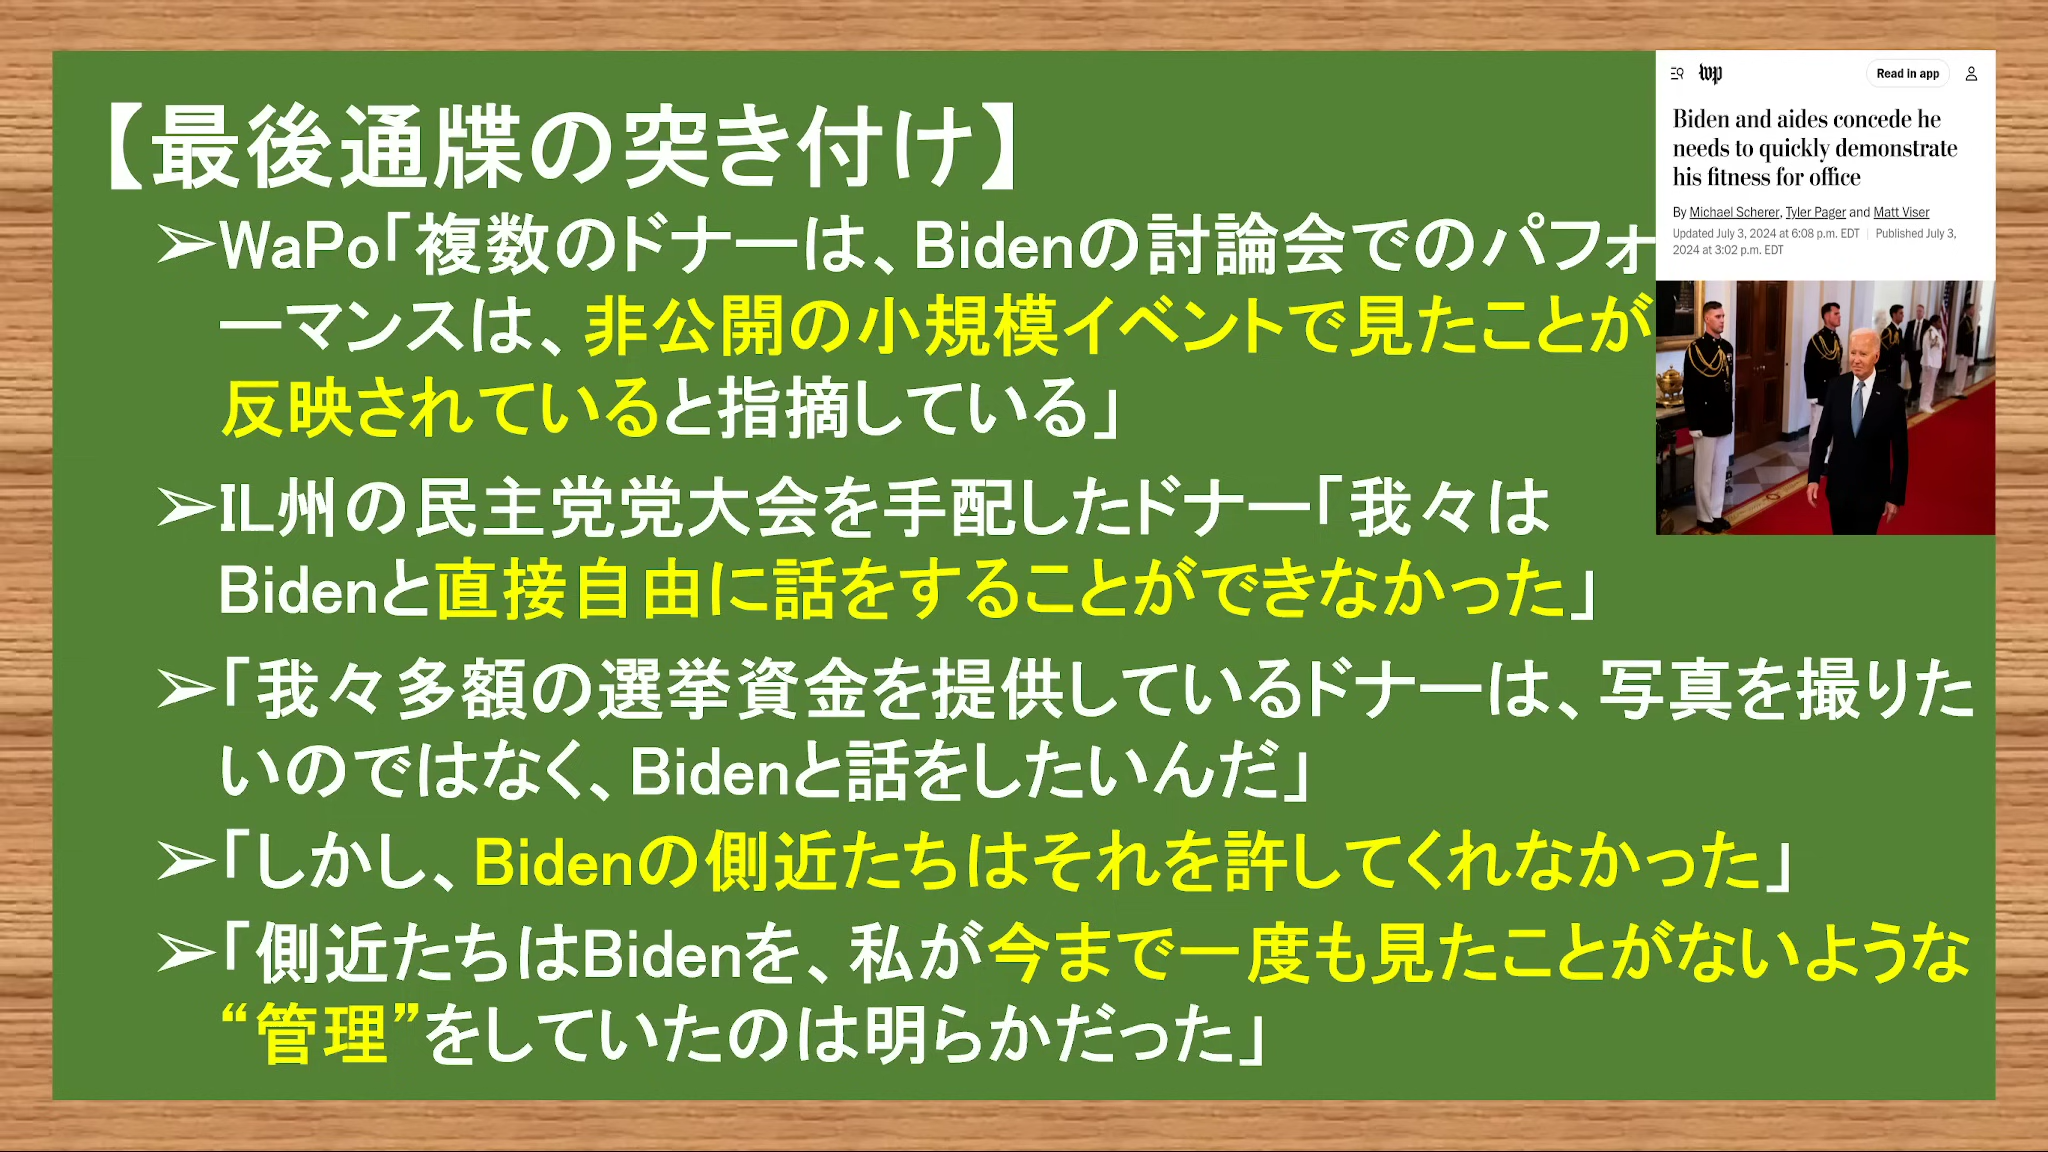 【最後通牒の突き付け】
➢WaPo「複数のドナーは、Bidenの討論会でのパフォ
ーマンスは、非公開の小規模イベントで見たことが
反映されていると指摘している」
➢IL州の民主党党大会を手配したドナー「我々は
Bidenと直接自由に話をすることができなかった」
➢「我々多額の選挙資金を提供しているドナーは、写真を撮りた
いのではなく、Bidenと話をしたいんだ」
➢「しかし、Bidenの側近たちはそれを許してくれなかった」
➢「側近たちはBidenを、私が今まで一度も見たことがないような
“管理”をしていたのは明らかだった」
wp
Read in app
Biden and aides concede he
needs to quickly demonstrate
his fitness for office
By Michael Scherer, Tyler Pager and Matt Viser
Updated July 3, 2024 at 6:08 p.m. EDT | Published July 3,
2024 at 3:02 p.m. EDT